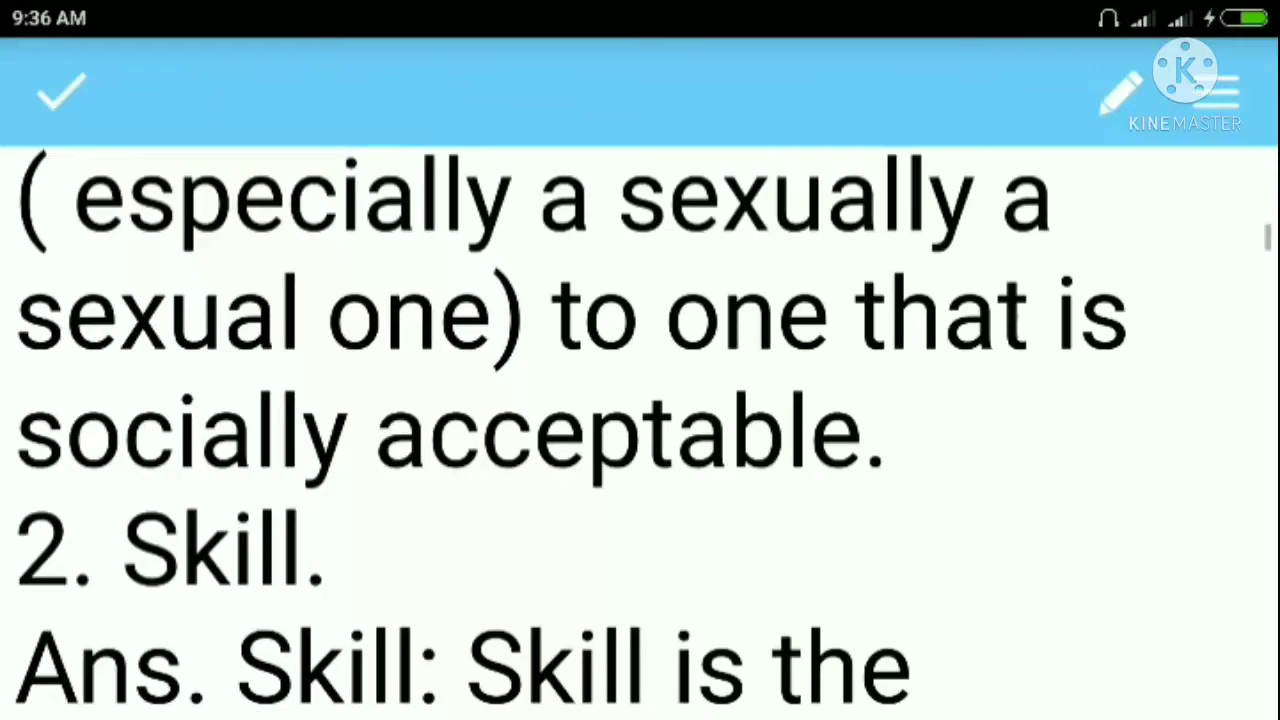 9:36 AM
KINEMASTER
( especially a sexually a
sexual one) to one that is
socially acceptable.
2. Skill.
Ans. Skill: Skill is the